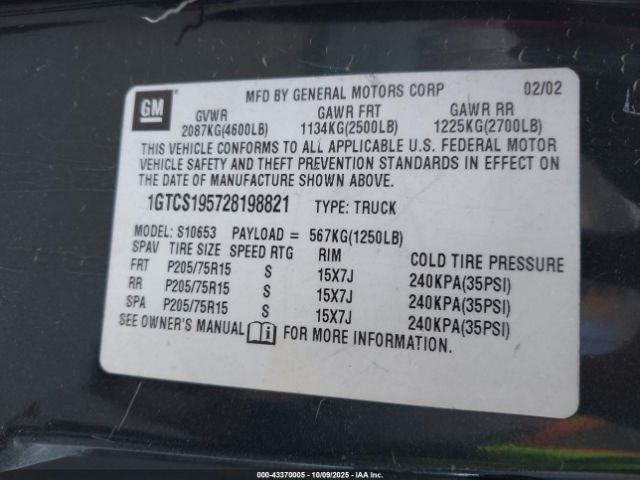 GM
MFD BY GENERAL MOTORS CORP 02/02
GVWR GAWR FRT GAWR RR
2087KG(4600LB) 1134KG(2500LB) 1225KG(2700LB)
THIS VEHICLE CONFORMS TO ALL APPLICABLE U.S. FEDERAL MOTOR
VEHICLE SAFETY AND THEFT PREVENTION STANDARDS IN EFFECT ON
THE DATE OF MANUFACTURE SHOWN ABOVE.
1GTCS195728198821 TYPE: TRUCK
MODEL: S10653 PAYLOAD = 567KG(1250LB)
SPAV TIRE SIZE SPEED RTG RIM COLD TIRE PRESSURE
FRT P205/75R15 S 15X7J 240KPA(35PSI)
RR P205/75R15 S 15X7J 240KPA(35PSI)
SPA P205/75R15 S 15X7J 240KPA(35PSI)
SEE OWNER'S MANUAL i FOR MORE INFORMATION.
000-43370005 - 10/09/2025 - IAAI.COM